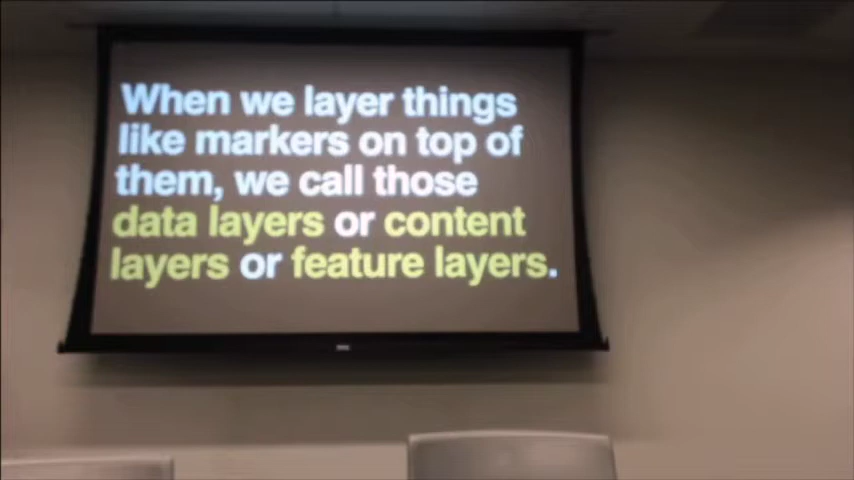 When we layer things
like markers on top of
them, we call those
data layers or content
layers or feature layers.